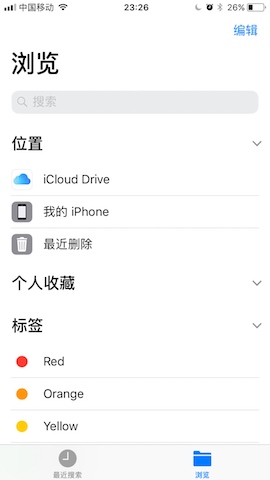 中国移动 23:26 26%
编辑
浏览
搜索
位置
iCloud Drive
我的 iPhone
最近删除
个人收藏
标签
Red
Orange
Yellow
最近搜索 浏览